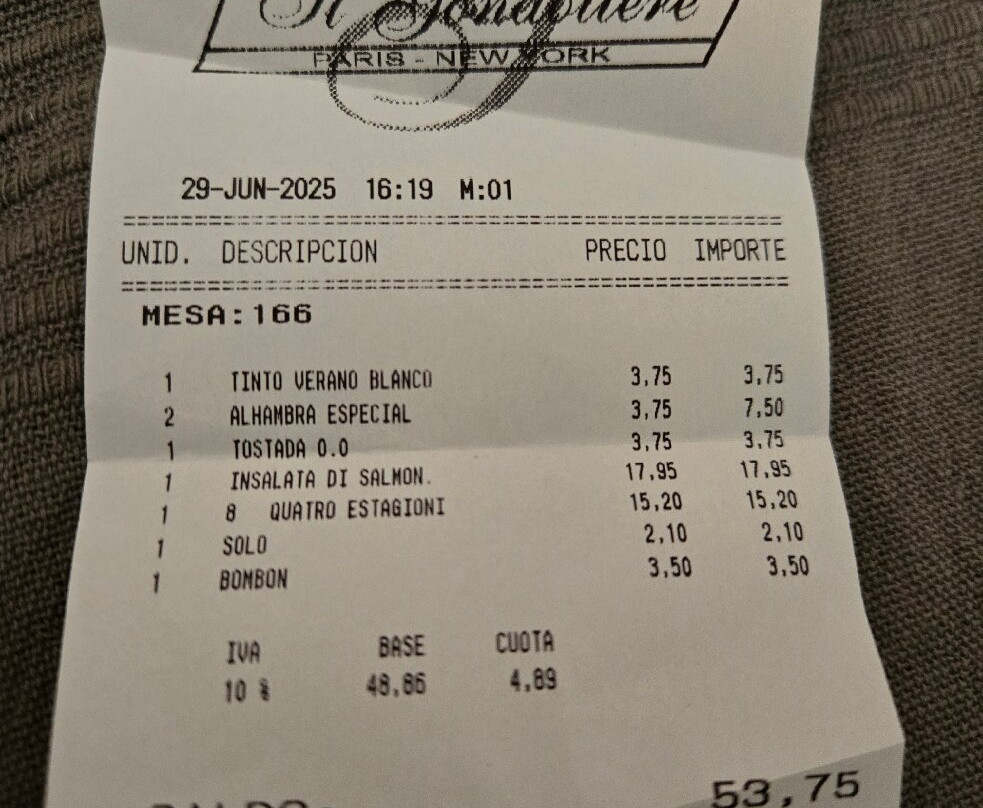 Il Gondoliere
PARIS - NEW YORK
29-JUN-2025 16:19 M:01
UNID. DESCRIPCION PRECIO IMPORTE
MESA:166
1 TINTO VERANO BLANCO 3,75 3,75
2 ALHAMBRA ESPECIAL 3,75 7,50
1 TOSTADA 0.0 3,75 3,75
1 INSALATA DI SALMON. 17,95 17,95
1 8 QUATRO ESTAGIONI 15,20 15,20
1 SOLO 2,10 2,10
1 BOMBON 3,50 3,50
IVA BASE CUOTA
10 % 48,86 4,89
53,75